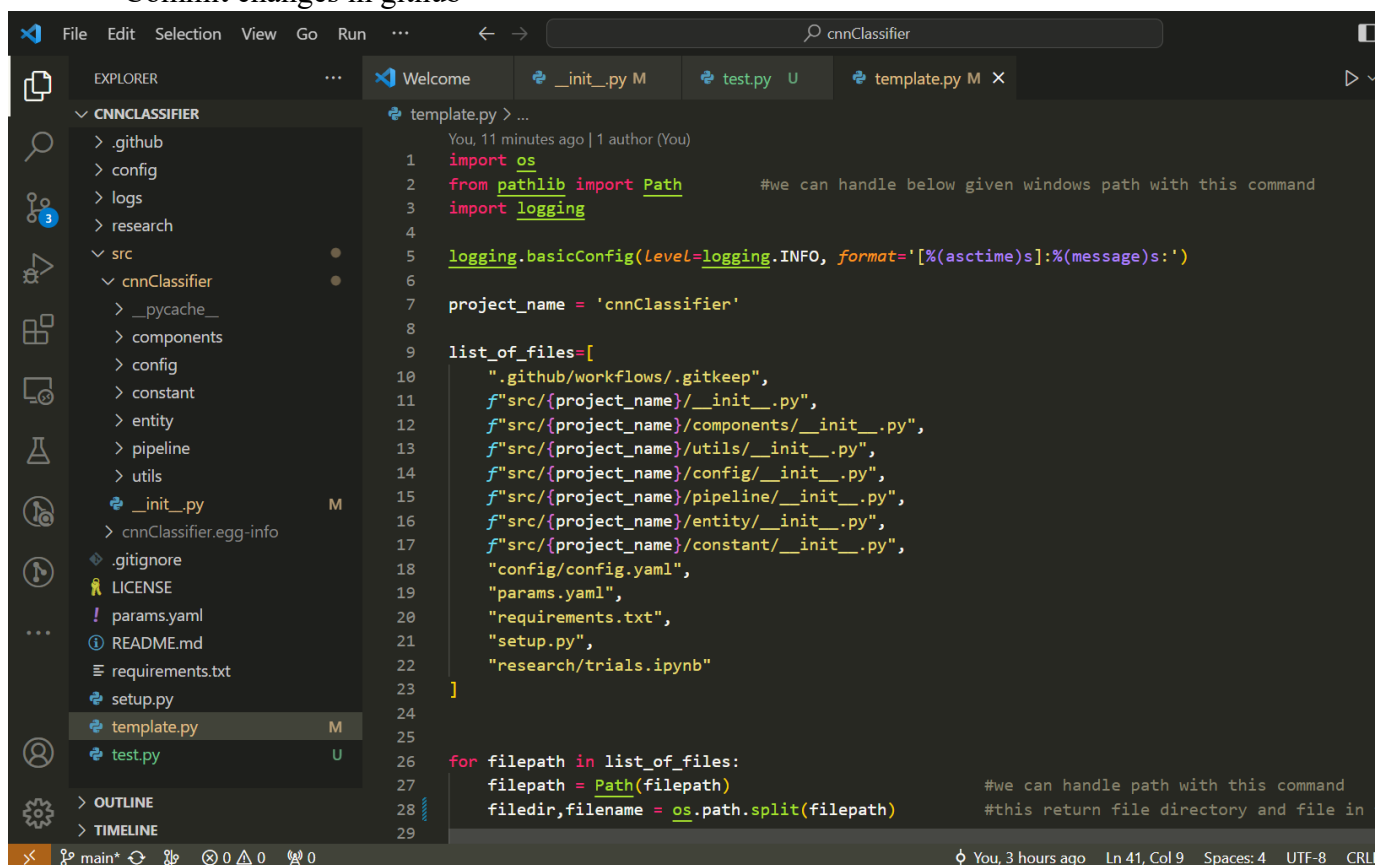 Commit changes in github
File Edit Selection View Go Run ... cnnClassifier
EXPLORER ...
Welcome
__init__.py M
test.py U
template.py M
CNNCLASSIFIER
.github
config
logs
research
src
cnnClassifier
__pycache__
components
config
constant
entity
pipeline
utils
__init__.py M
cnnClassifier.egg-info
.gitignore
LICENSE
! params.yaml
README.md
requirements.txt
setup.py
template.py M
test.py U
OUTLINE
TIMELINE
3
template.py > ...
You, 11 minutes ago | 1 author (You)
1 import os
2 from pathlib import Path #we can handle below given windows path with this command
3 import logging
4
5 logging.basicConfig(level=logging.INFO, format='[%(asctime)s]:%(message)s:')
6
7 project_name = 'cnnClassifier'
8
9 list_of_files=[
10 ".github/workflows/.gitkeep",
11 f"src/{project_name}/__init__.py",
12 f"src/{project_name}/components/__init__.py",
13 f"src/{project_name}/utils/__init__.py",
14 f"src/{project_name}/config/__init__.py",
15 f"src/{project_name}/pipeline/__init__.py",
16 f"src/{project_name}/entity/__init__.py",
17 f"src/{project_name}/constant/__init__.py",
18 "config/config.yaml",
19 "params.yaml",
20 "requirements.txt",
21 "setup.py",
22 "research/trials.ipynb"
23 ]
24
25
26 for filepath in list_of_files:
27 filepath = Path(filepath) #we can handle path with this command
28 filedir,filename = os.path.split(filepath) #this return file directory and file in
29
main* 0 0 0 You, 3 hours ago Ln 41, Col 9 Spaces: 4 UTF-8 CRL